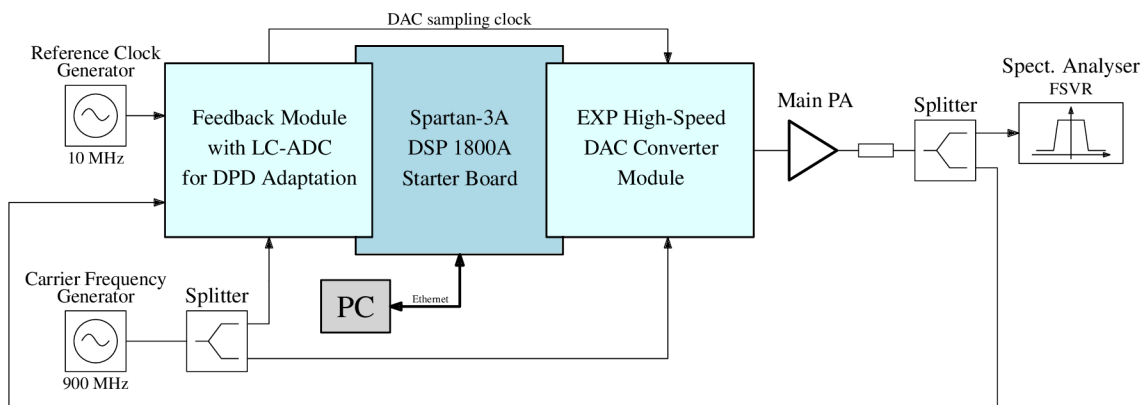 DAC sampling clock
Reference Clock
Generator
10 MHz
Feedback Module
with LC-ADC
for DPD Adaptation
Spartan-3A
DSP 1800A
Starter Board
EXP High-Speed
DAC Converter
Module
Main PA
Splitter
Spect. Analyser
FSVR
Carrier Frequency
Generator
900 MHz
Splitter
PC
Ethernet